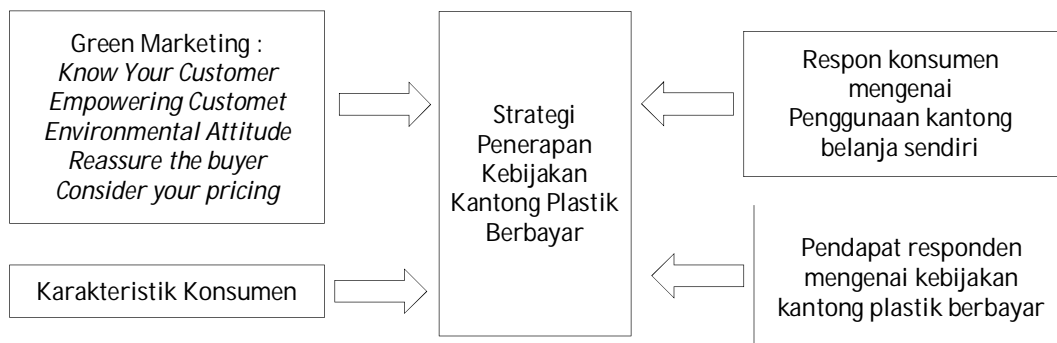 Green Marketing :
Know Your Customer
Empowering Customet
Environmental Attitude
Reassure the buyer
Consider your pricing
Karakteristik Konsumen
Strategi
Penerapan
Kebijakan
Kantong Plastik
Berbayar
Respon konsumen
mengenai
Penggunaan kantong
belanja sendiri
Pendapat responden
mengenai kebijakan
kantong plastik berbayar